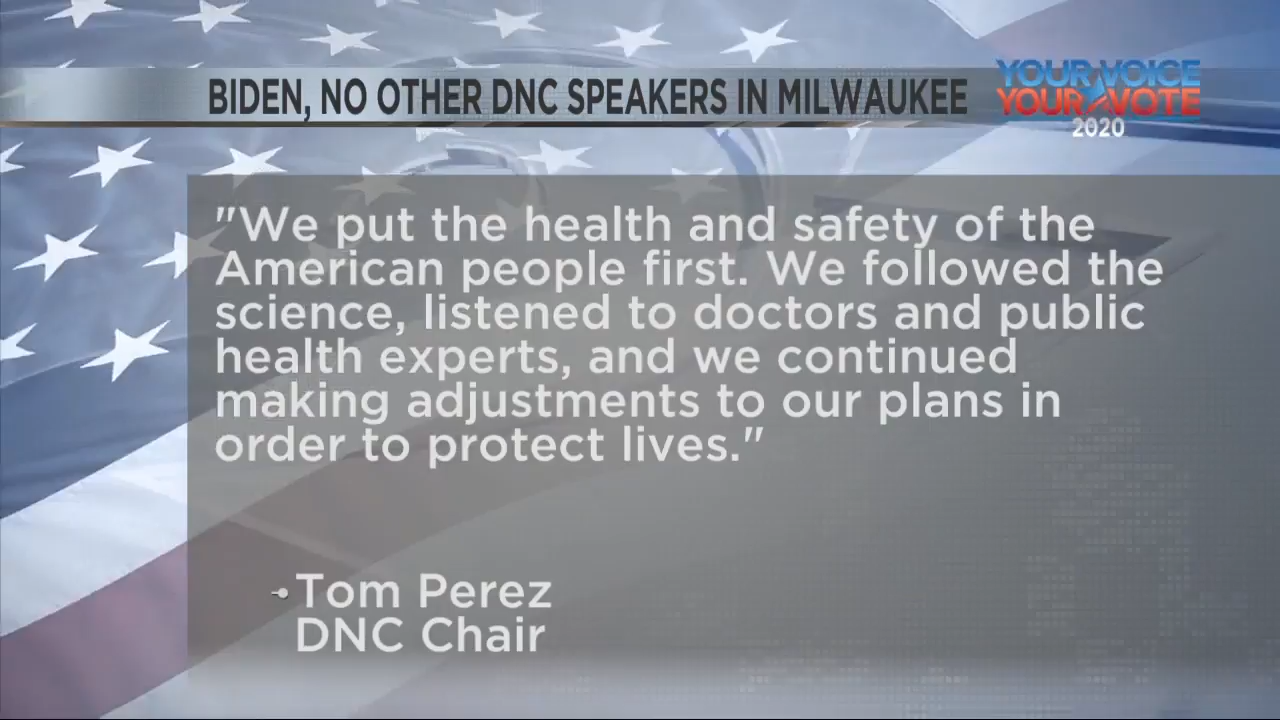 BIDEN, NO OTHER DNC SPEAKERS IN MILWAUKEE
YOUR VOICE
YOUR VOTE
2020
"We put the health and safety of the
American people first. We followed the
science, listened to doctors and public
health experts, and we continued
making adjustments to our plans in
order to protect lives."
Tom Perez
DNC Chair